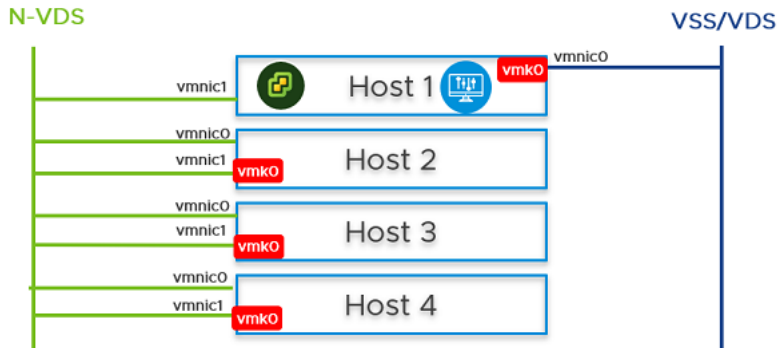 N-VDS
VSS/VDS
vmnic0
vmk0
vmnic1
Host 1
vmnic0
vmnic1
vmk0
Host 2
vmnic0
vmnic1
vmk0
Host 3
vmnic0
vmnic1
vmk0
Host 4